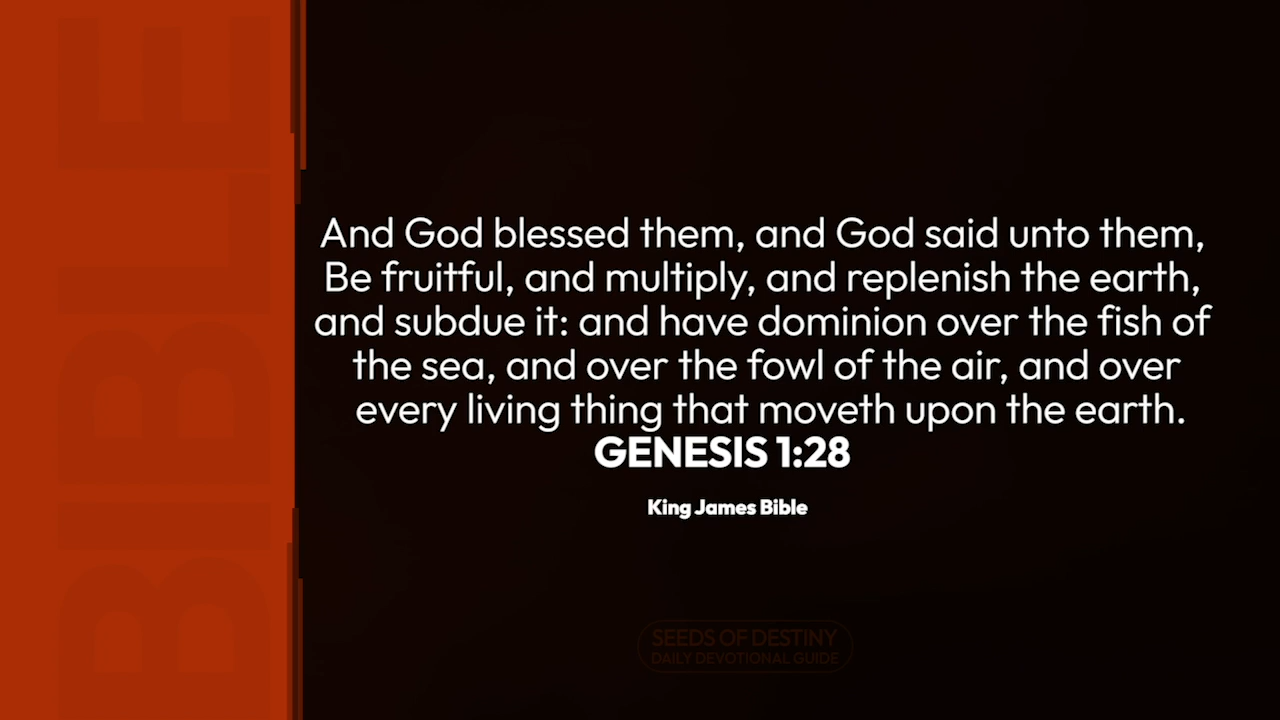 BIBLE
And God blessed them, and God said unto them,
Be fruitful, and multiply, and replenish the earth,
and subdue it: and have dominion over the fish of
the sea, and over the fowl of the air, and over
every living thing that moveth upon the earth.
GENESIS 1:28
King James Bible
SEEDS OF DESTINY
DAILY DEVOTIONAL GUIDE